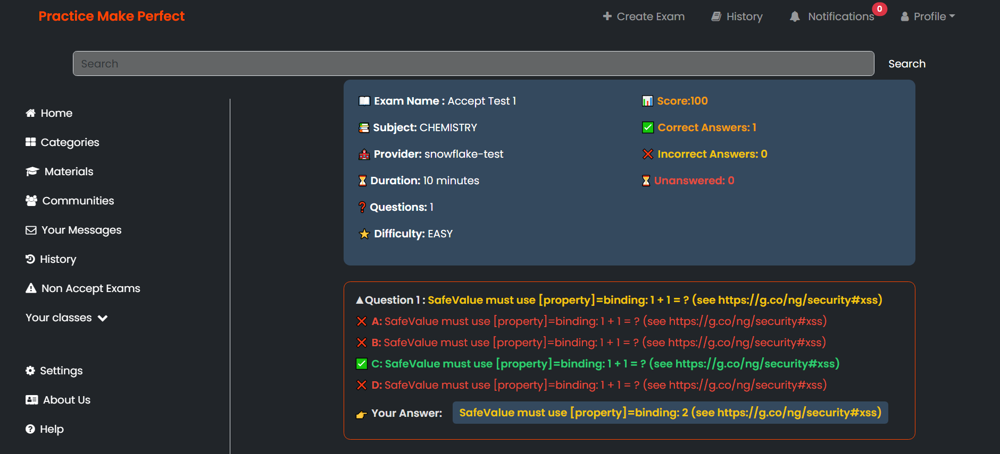 Practice Make Perfect
Create Exam
History
Notifications
0
Profile
Search
Search
Home
Categories
Materials
Communities
Your Messages
History
Non Accept Exams
Your classes
Settings
About Us
Help
Exam Name : Accept Test 1
Subject: CHEMISTRY
Provider: snowflake-test
Duration: 10 minutes
Questions: 1
Difficulty: EASY
Score:100
Correct Answers: 1
Incorrect Answers: 0
Unanswered: 0
▲Question 1 : SafeValue must use [property]=binding: 1 + 1 = ? (see https://g.co/ng/security#xss)
A: SafeValue must use [property]=binding: 1 + 1 = ? (see https://g.co/ng/security#xss)
B: SafeValue must use [property]=binding: 1 + 1 = ? (see https://g.co/ng/security#xss)
C: SafeValue must use [property]=binding: 1 + 1 = ? (see https://g.co/ng/security#xss)
D: SafeValue must use [property]=binding: 1 + 1 = ? (see https://g.co/ng/security#xss)
Your Answer: SafeValue must use [property]=binding: 2 (see https://g.co/ng/security#xss)